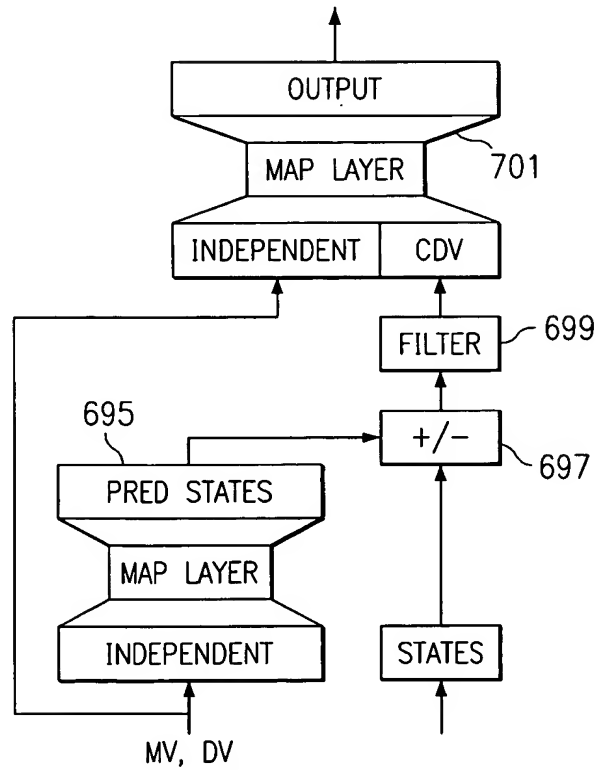 OUTPUT
MAP LAYER
701
INDEPENDENT
CDV
FILTER
699
695
+/-
697
PRED STATES
MAP LAYER
INDEPENDENT
STATES
MV, DV